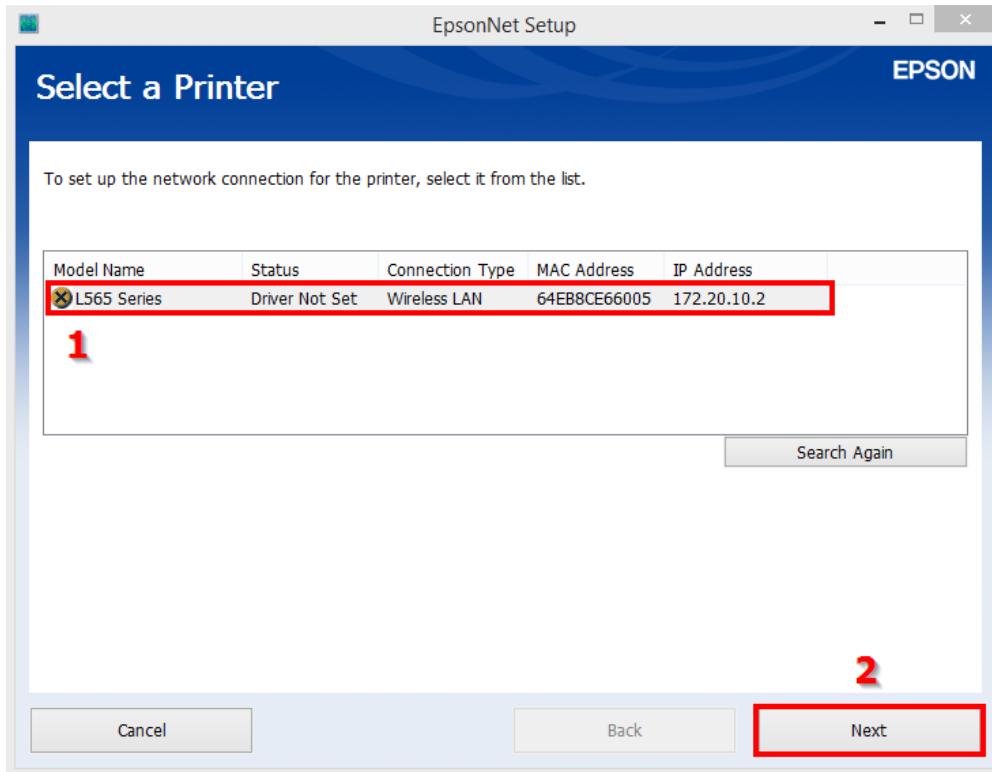 EpsonNet Setup
Select a Printer
EPSON
To set up the network connection for the printer, select it from the list.
Model Name Status Connection Type MAC Address IP Address
L565 Series Driver Not Set Wireless LAN 64EB8CE66005 172.20.10.2
1
Search Again
2
Cancel Back Next